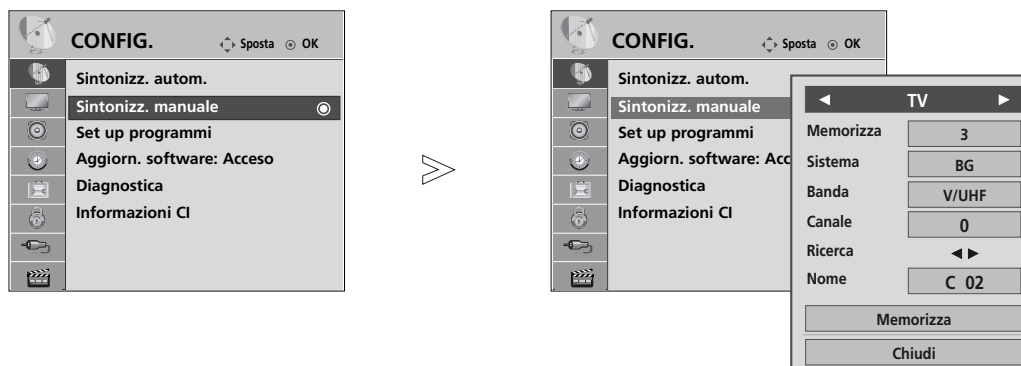 CONFIG. Sposta OK
Sintonizz. autom.
Sintonizz. manuale
Set up programmi
Aggiorn. software: Acceso
Diagnostica
Informazioni CI
CONFIG. Sposta OK
Sintonizz. autom.
Sintonizz. manuale
Set up programmi
Aggiorn. software: Acc
Diagnostica
Informazioni CI
◀ TV ▶
Memorizza 3
Sistema BG
Banda V/UHF
Canale 0
Ricerca ◀ ▶
Nome C 02
Memorizza
Chiudi